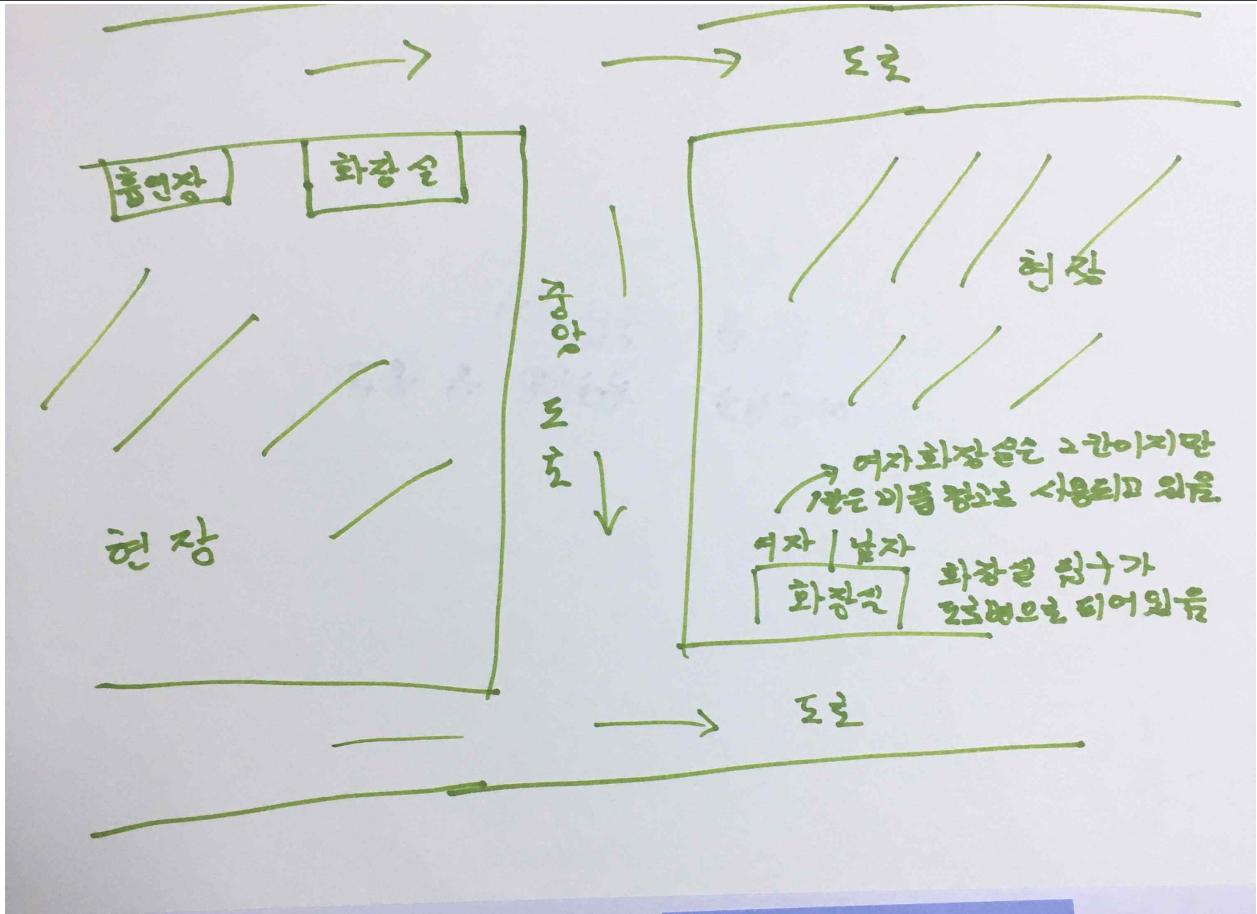 도로
흡연장
화장실
현장
중앙 도로
현장
여자화장실은 2칸이지만
1칸은 비품 창고로 사용되고 있음.
여자 | 남자
화장실
화장실 입구가
도로변으로 되어 있음
도로